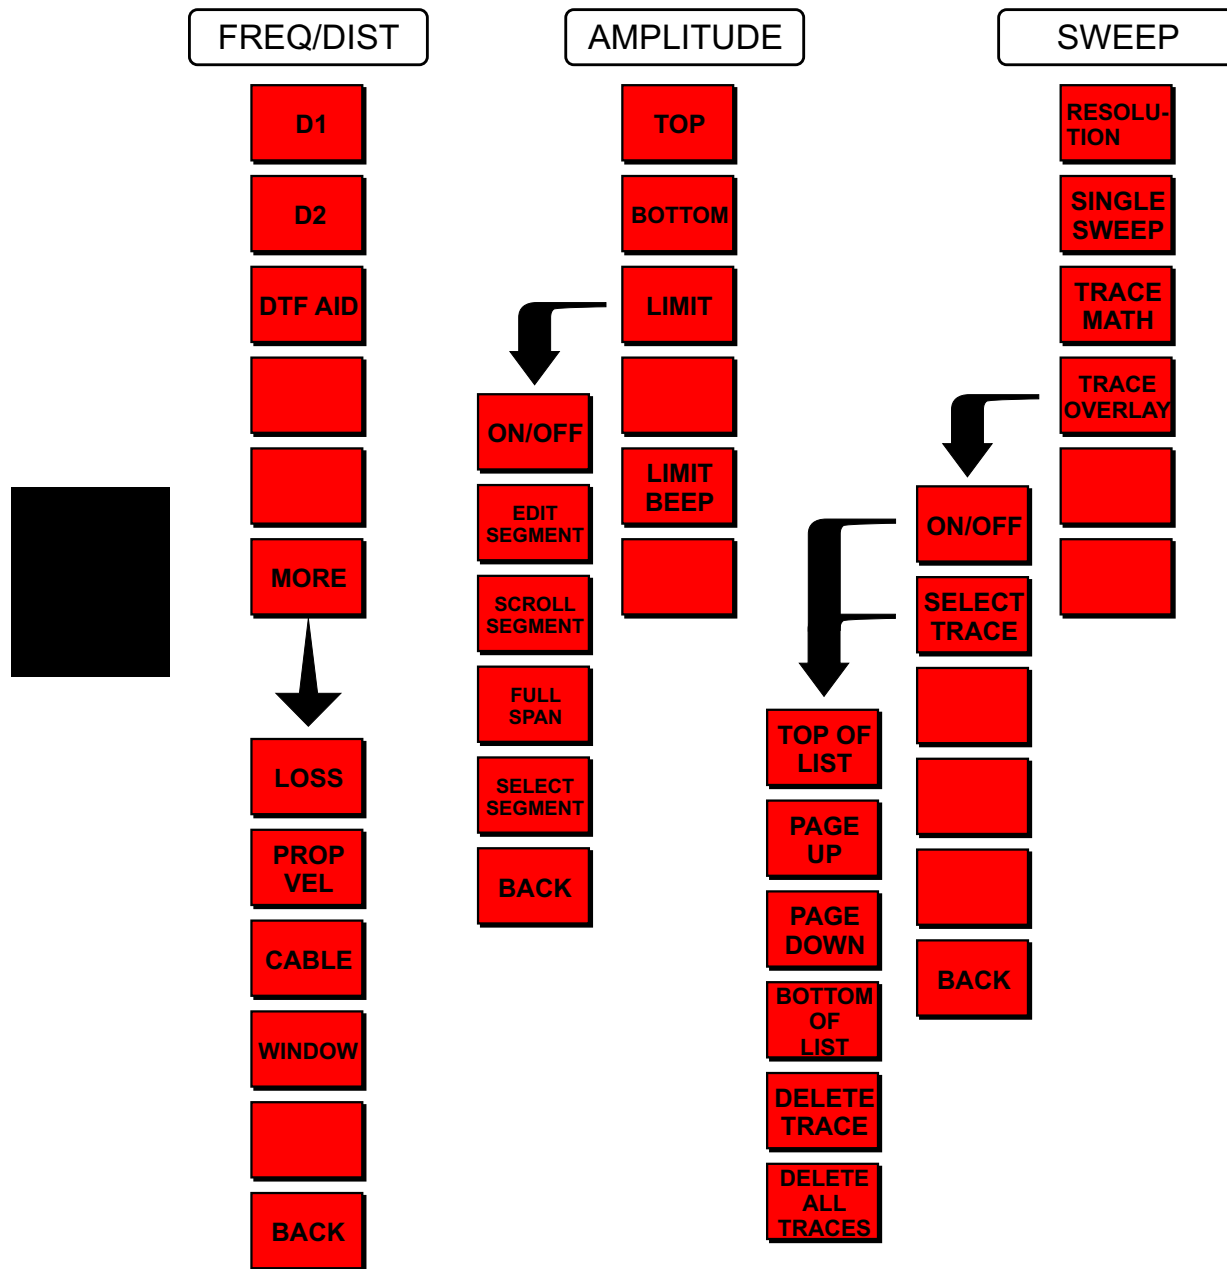 FREQ/DIST
D1
D2
DTF AID
MORE
LOSS
PROP
VEL
CABLE
WINDOW
BACK
AMPLITUDE
TOP
BOTTOM
LIMIT
LIMIT
BEEP
ON/OFF
EDIT
SEGMENT
SCROLL
SEGMENT
FULL
SPAN
SELECT
SEGMENT
BACK
SWEEP
RESOLU-
TION
SINGLE
SWEEP
TRACE
MATH
TRACE
OVERLAY
ON/OFF
SELECT
TRACE
BACK
TOP OF
LIST
PAGE
UP
PAGE
DOWN
BOTTOM
OF
LIST
DELETE
TRACE
DELETE
ALL
TRACES